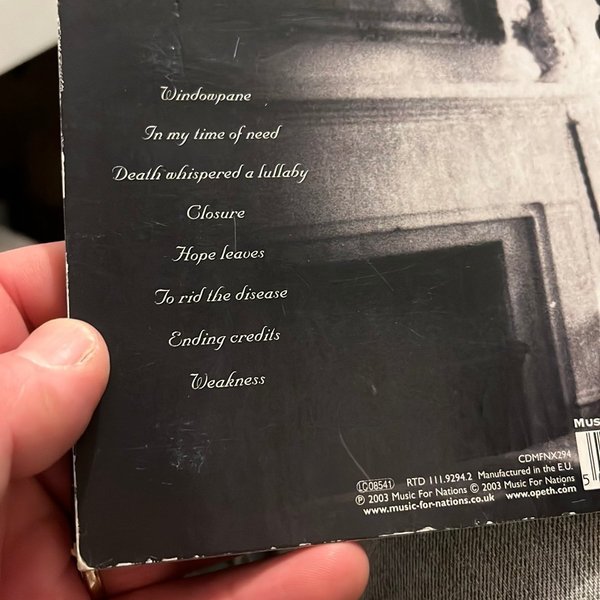 Windowpane
In my time of need
Death whispered a lullaby
Closure
Hope leaves
To rid the disease
Ending credits
Weakness
MUS
CDMFNX294
LC08541 RTD 111.9294.2 Manufactured in the E.U.
℗ 2003 Music For Nations © 2003 Music For Nations
www.music-for-nations.co.uk www.opeth.com
5